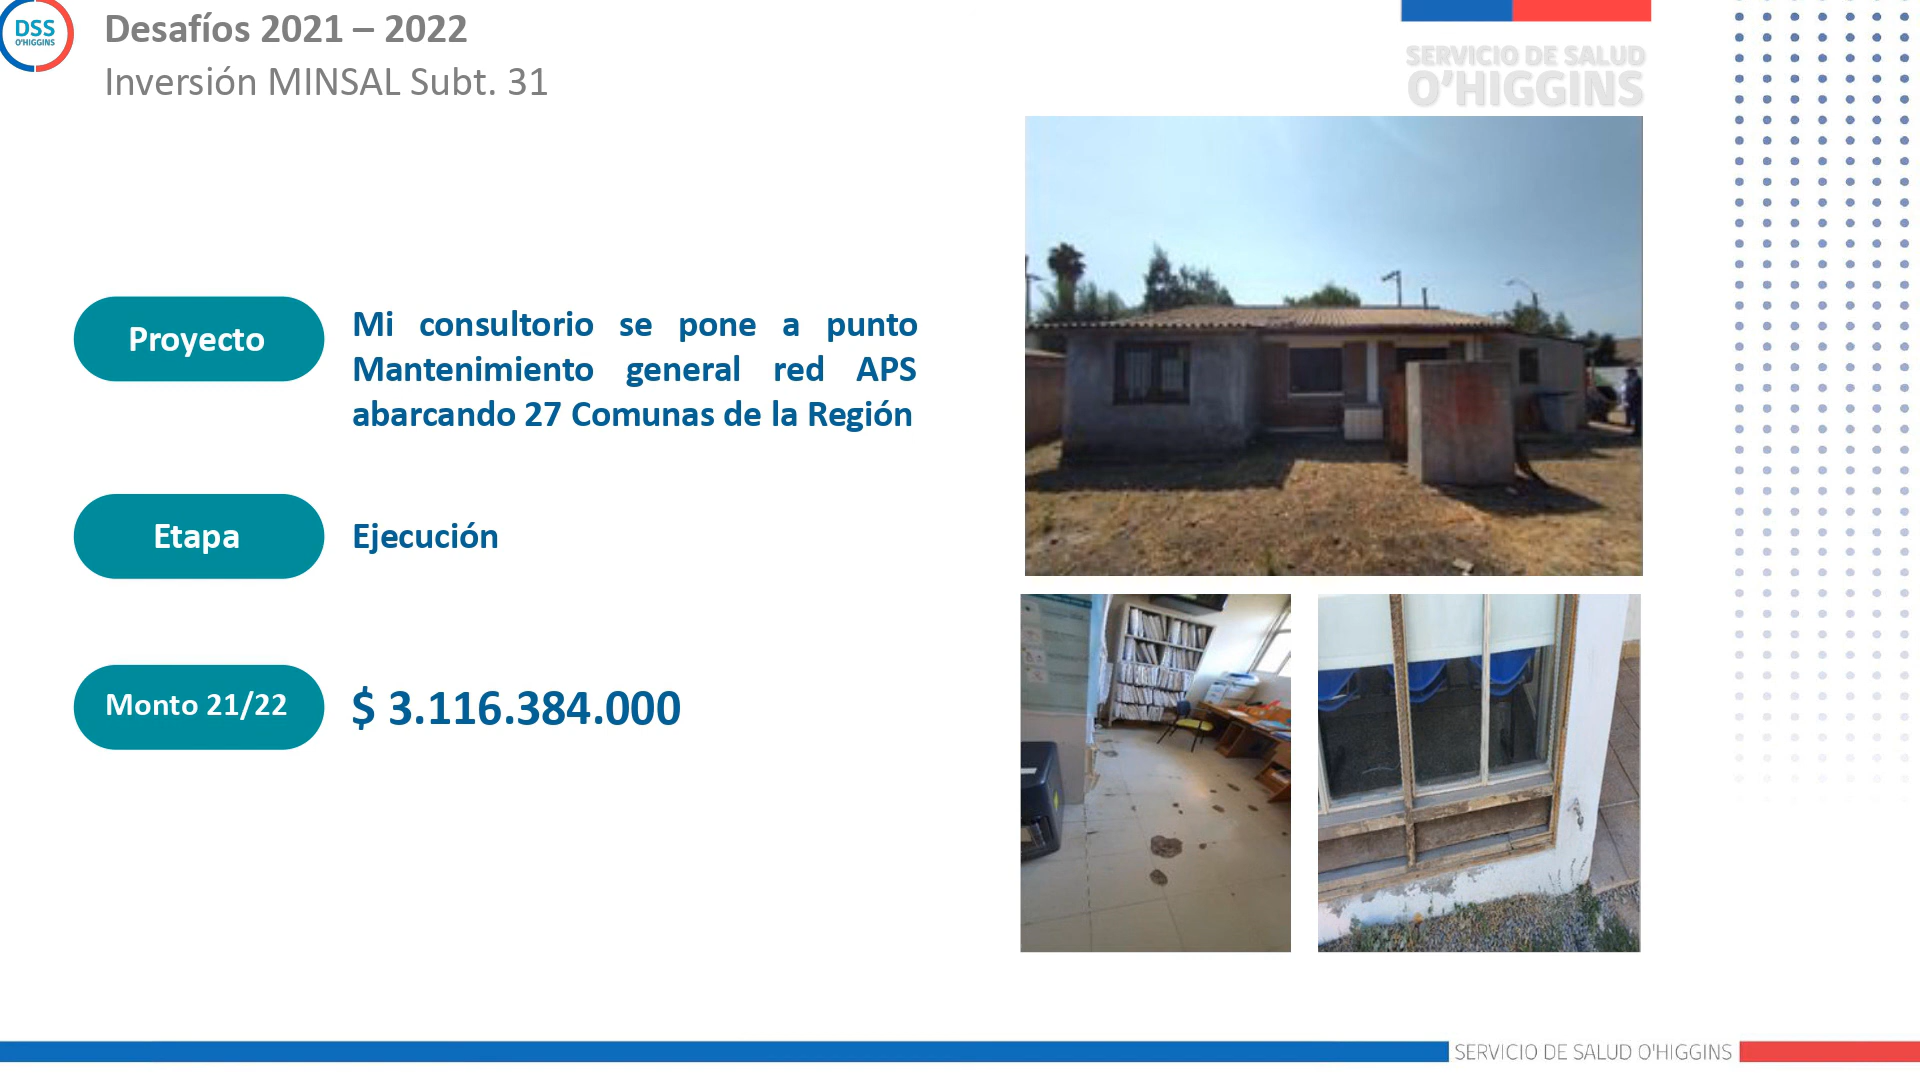 DSS
O'HIGGINS
Desafíos 2021 – 2022
Inversión MINSAL Subt. 31
SERVICIO DE SALUD
O'HIGGINS
Proyecto
Mi consultorio se pone a punto
Mantenimiento general red APS
abarcando 27 Comunas de la Región
Etapa
Ejecución
Monto 21/22
$ 3.116.384.000
SERVICIO DE SALUD O'HIGGINS